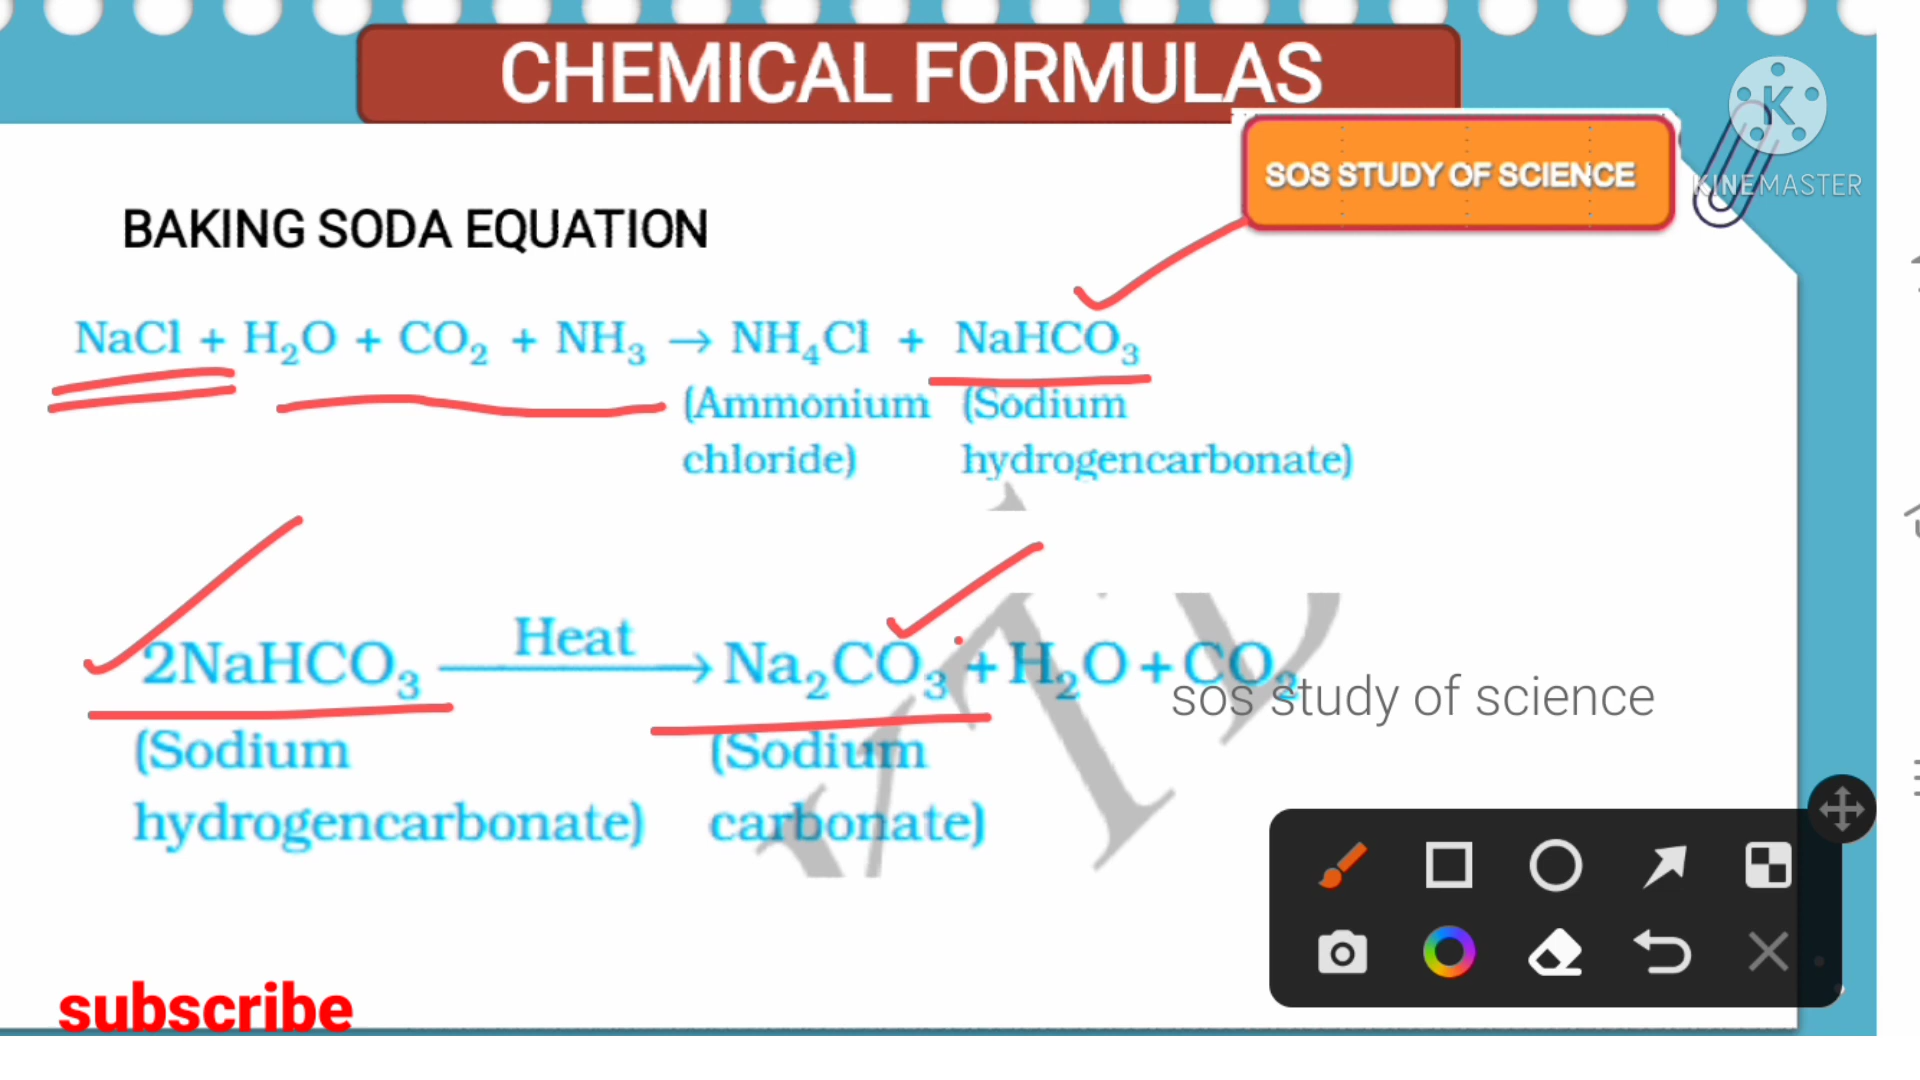 CHEMICAL FORMULAS
SOS STUDY OF SCIENCE
K
KINEMASTER
BAKING SODA EQUATION
NaCl + H₂O + CO₂ + NH₃ → NH₄Cl + NaHCO₃
(Ammonium chloride)
(Sodium hydrogencarbonate)
2NaHCO₃ Heat → Na₂CO₃ + H₂O + CO₂
(Sodium hydrogencarbonate)
(Sodium carbonate)
sos study of science
subscribe